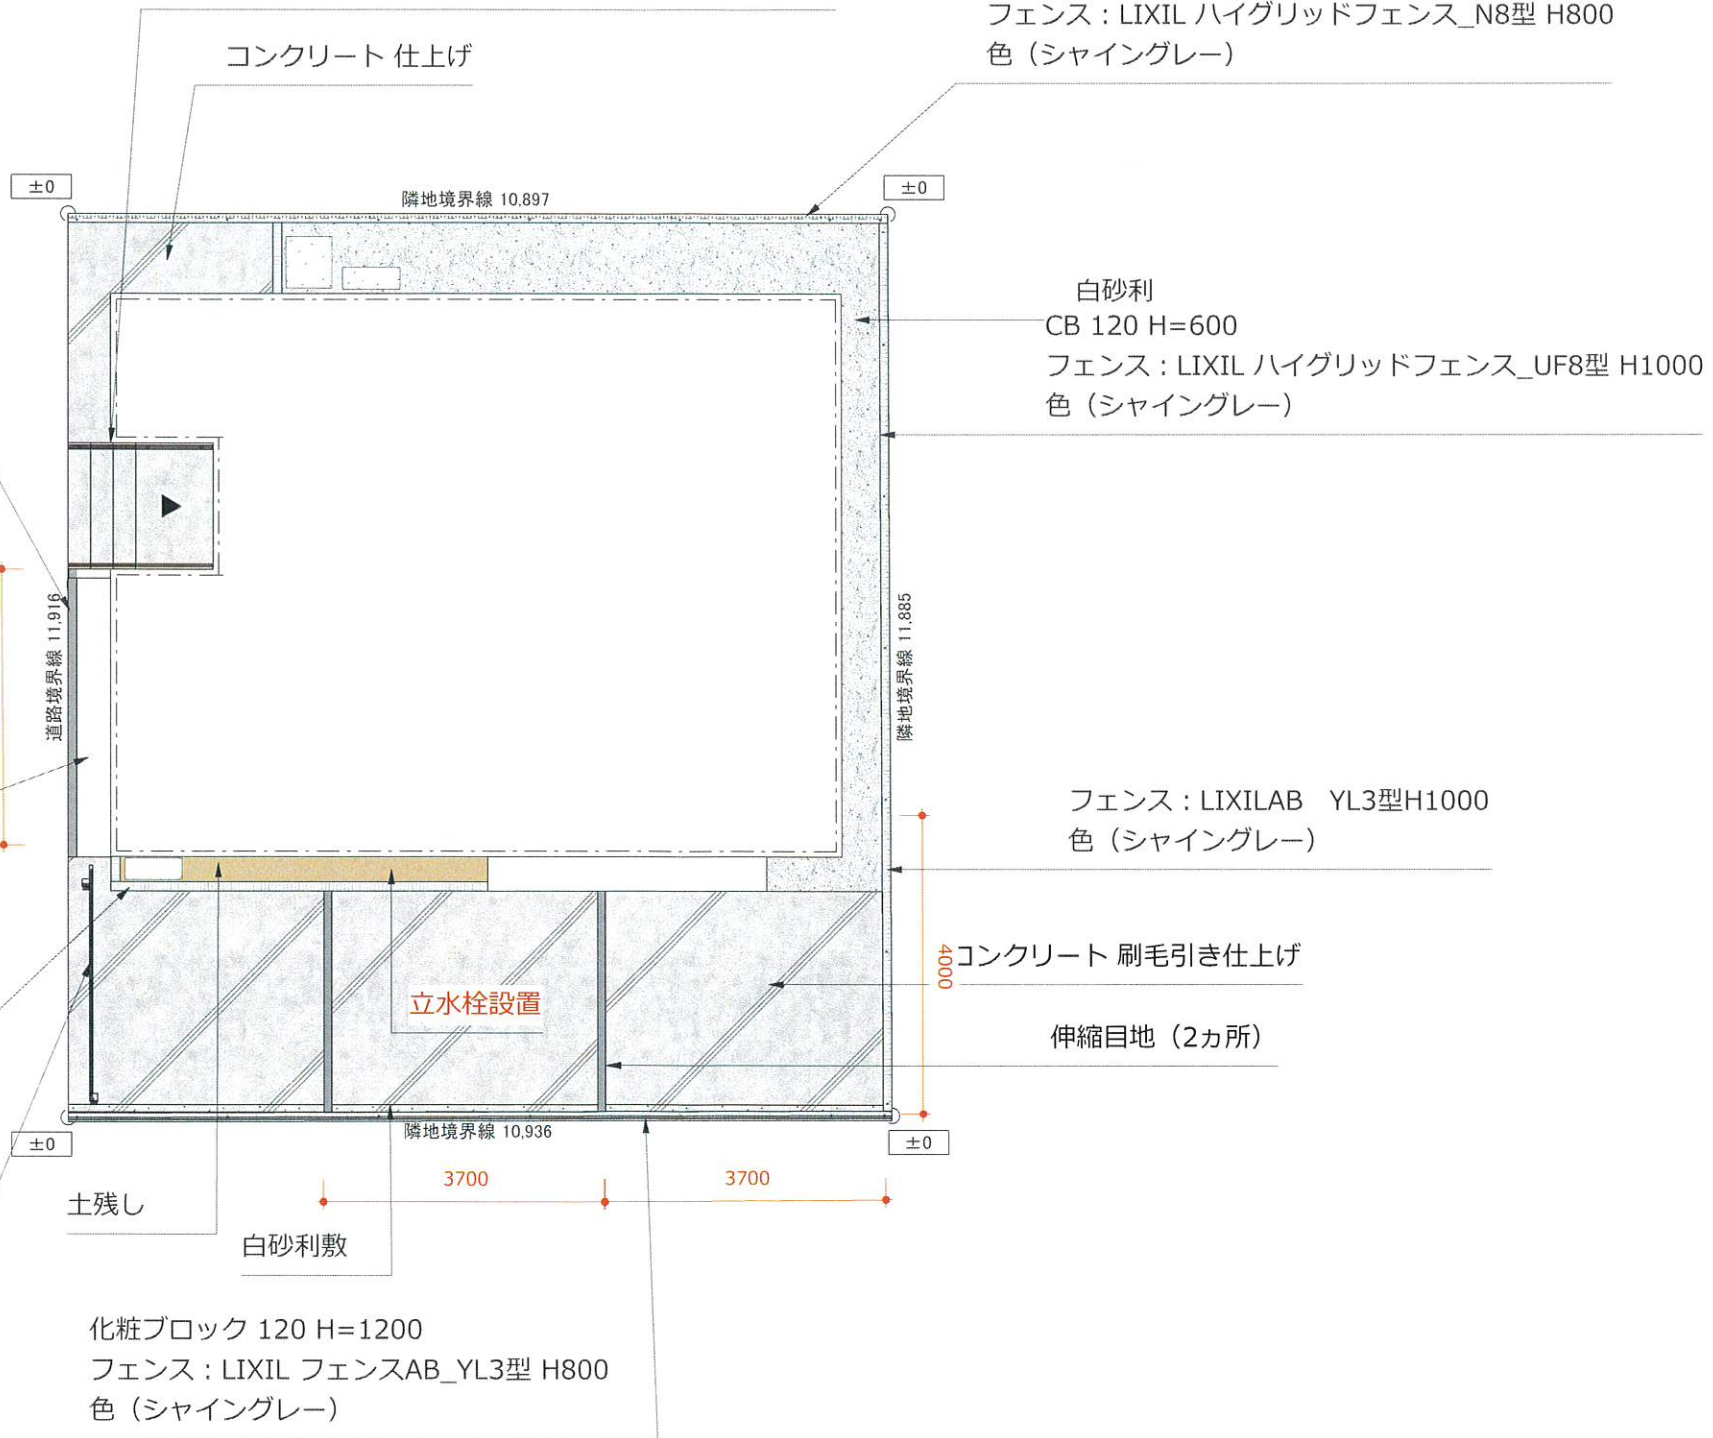 フェンス：LIXIL ハイグリッドフェンス_N8型 H800
色（シャイングレー）
コンクリート 仕上げ
±0
隣地境界線 10,897
±0
白砂利
CB 120 H=600
フェンス：LIXIL ハイグリッドフェンス_UF8型 H1000
色（シャイングレー）
道路境界線 11,916
隣地境界線 11,885
フェンス：LIXILAB　YL3型H1000
色（シャイングレー）
4000
コンクリート 刷毛引き仕上げ
立水栓設置
伸縮目地（2ヵ所）
±0
隣地境界線 10,936
±0
3700
3700
土残し
白砂利敷
化粧ブロック 120 H=1200
フェンス：LIXIL フェンスAB_YL3型 H800
色（シャイングレー）